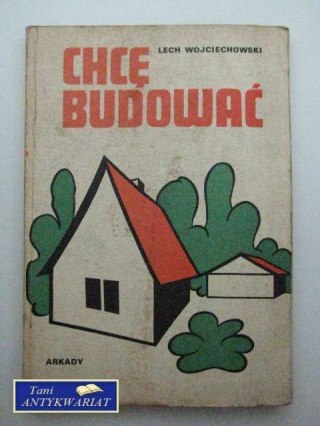 LECH WOJCIECHOWSKI
CHCĘ
BUDOWAĆ
ARKADY
Tani
ANTYKWARIAT